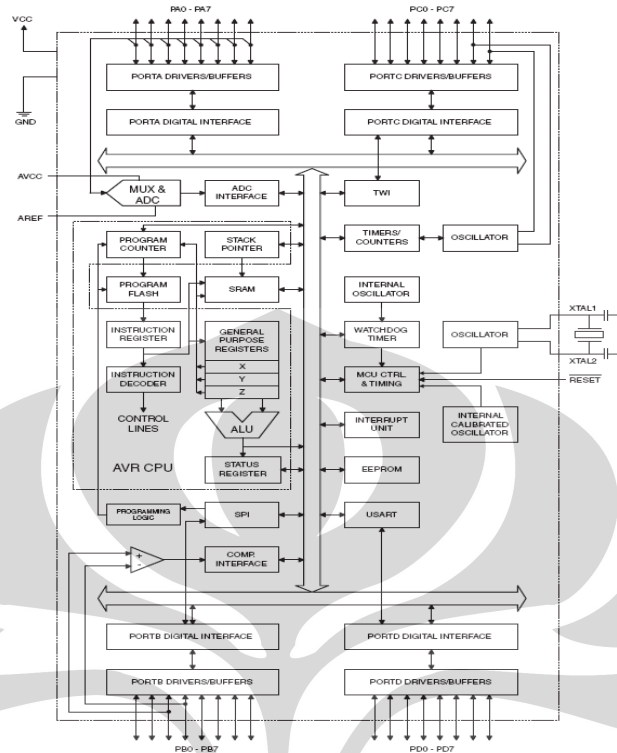 PA0 - PA7
PC0 - PC7
VCC
PORTA DRIVERS/BUFFERS
PORTC DRIVERS/BUFFERS
GND
PORTA DIGITAL INTERFACE
PORTC DIGITAL INTERFACE
AVCC
MUX &
ADC
ADC
INTERFACE
TWI
AREF
PROGRAM
COUNTER
STACK
POINTER
TIMERS/
COUNTERS
OSCILLATOR
PROGRAM
FLASH
SRAM
INTERNAL
OSCILLATOR
XTAL1
INSTRUCTION
REGISTER
GENERAL
PURPOSE
REGISTERS
WATCHDOG
TIMER
OSCILLATOR
XTAL2
X
INSTRUCTION
DECODER
Y
MCU CTRL
& TIMING
RESET
Z
CONTROL
LINES
ALU
INTERRUPT
UNIT
INTERNAL
CALIBRATED
OSCILLATOR
AVR CPU
STATUS
REGISTER
EEPROM
PROGRAMMING
LOGIC
SPI
USART
+
-
COMP.
INTERFACE
PORTB DIGITAL INTERFACE
PORTD DIGITAL INTERFACE
PORTB DRIVERS/BUFFERS
PORTD DRIVERS/BUFFERS
PB0 - PB7
PD0 - PD7